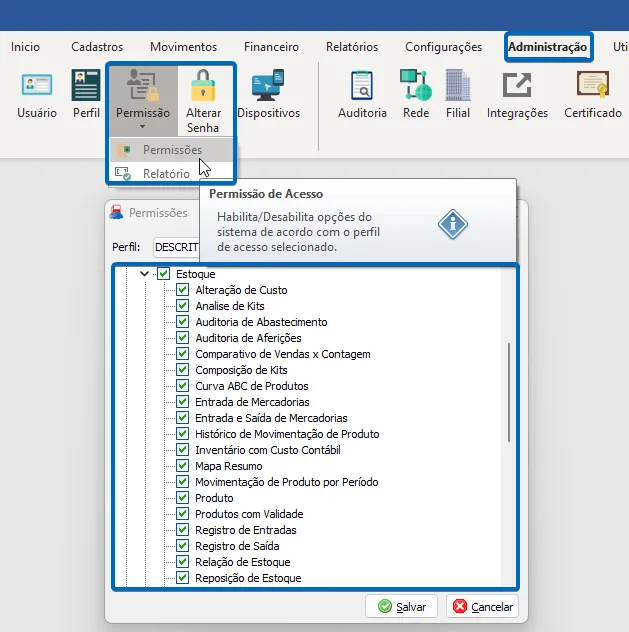 Inicio Cadastros Movimentos Financeiro Relatórios Configurações Administração Uti
Usuário Perfil Permissão Alterar Senha Dispositivos Auditoria Rede Filial Integrações Certificado
Permissões
Relatório
Permissão de Acesso
Habilita/Desabilita opções do
sistema de acordo com o perfil
de acesso selecionado.
Permissões
Perfil: DESCRIT
Estoque
Alteração de Custo
Analise de Kits
Auditoria de Abastecimento
Auditoria de Aferições
Comparativo de Vendas x Contagem
Composição de Kits
Curva ABC de Produtos
Entrada de Mercadorias
Entrada e Saída de Mercadorias
Histórico de Movimentação de Produto
Inventário com Custo Contábil
Mapa Resumo
Movimentação de Produto por Período
Produto
Produtos com Validade
Registro de Entradas
Registro de Saída
Relação de Estoque
Reposição de Estoque
Salvar Cancelar